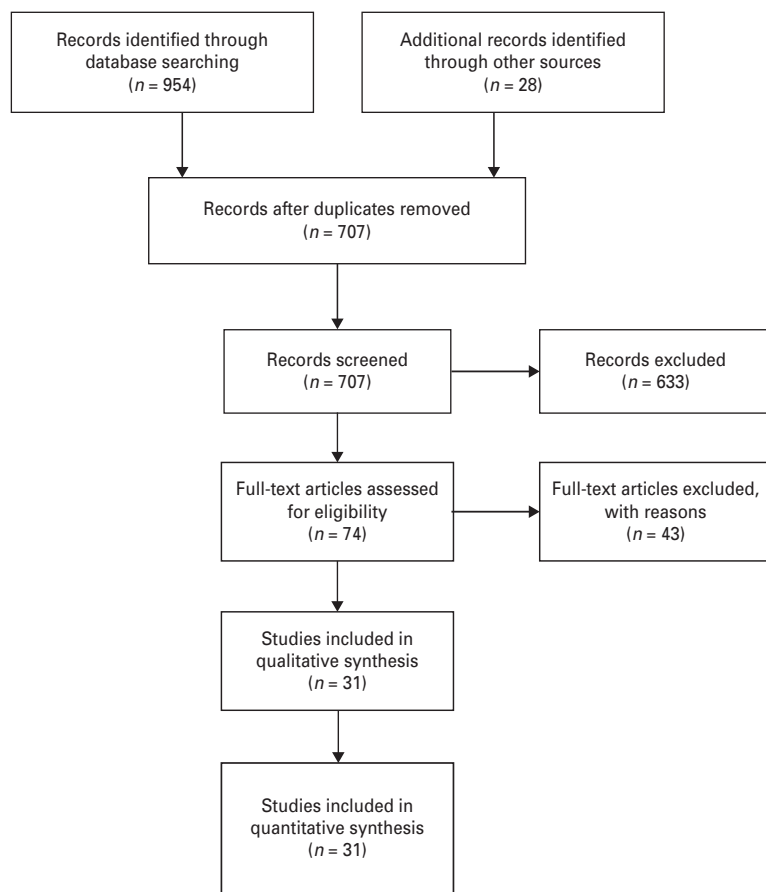 Records identified through
database searching
(n = 954)
Additional records identified
through other sources
(n = 28)
Records after duplicates removed
(n = 707)
Records screened
(n = 707)
Records excluded
(n = 633)
Full-text articles assessed
for eligibility
(n = 74)
Full-text articles excluded,
with reasons
(n = 43)
Studies included in
qualitative synthesis
(n = 31)
Studies included in
quantitative synthesis
(n = 31)